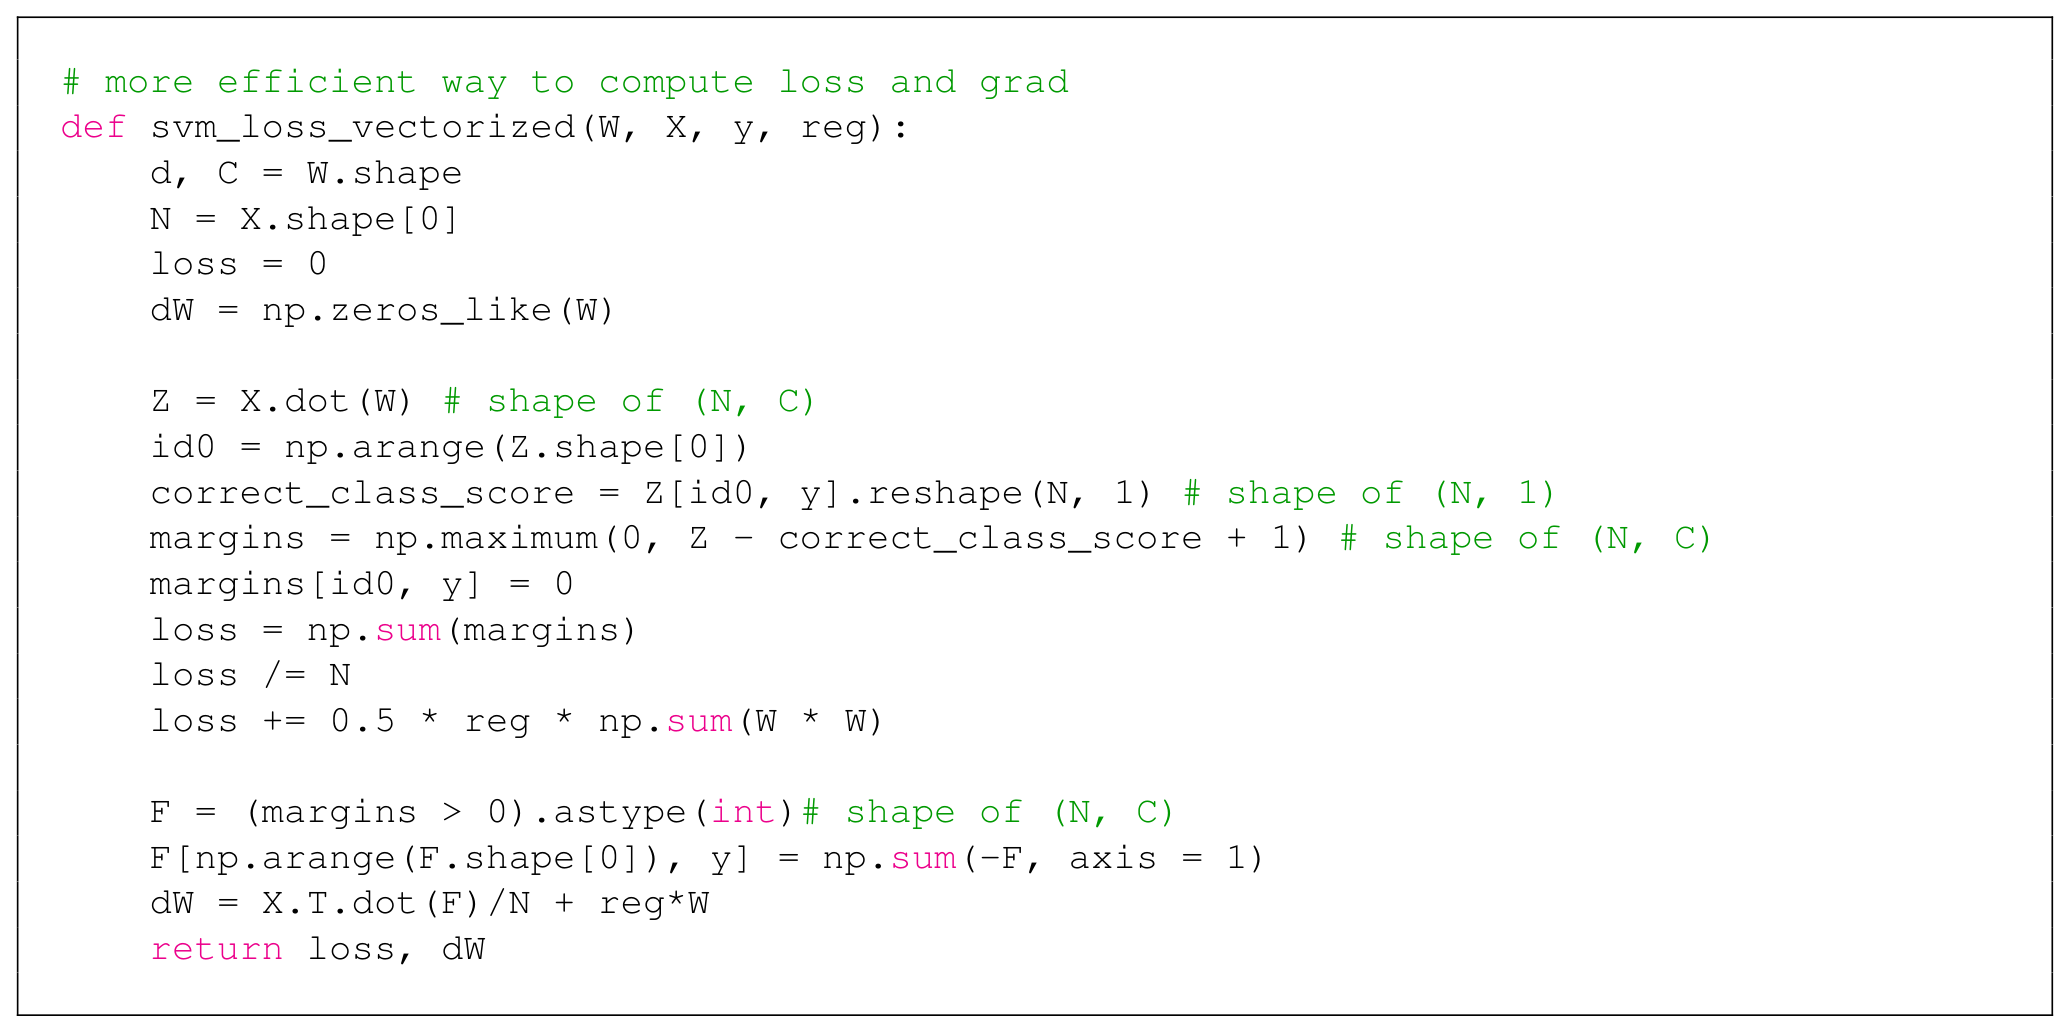 # more efficient way to compute loss and grad
def svm_loss_vectorized(W, X, y, reg):
    d, C = W.shape
    N = X.shape[0]
    loss = 0
    dW = np.zeros_like(W)

    Z = X.dot(W) # shape of (N, C)
    id0 = np.arange(Z.shape[0])
    correct_class_score = Z[id0, y].reshape(N, 1) # shape of (N, 1)
    margins = np.maximum(0, Z - correct_class_score + 1) # shape of (N, C)
    margins[id0, y] = 0
    loss = np.sum(margins)
    loss /= N
    loss += 0.5 * reg * np.sum(W * W)

    F = (margins > 0).astype(int)# shape of (N, C)
    F[np.arange(F.shape[0]), y] = np.sum(-F, axis = 1)
    dW = X.T.dot(F)/N + reg*W
    return loss, dW